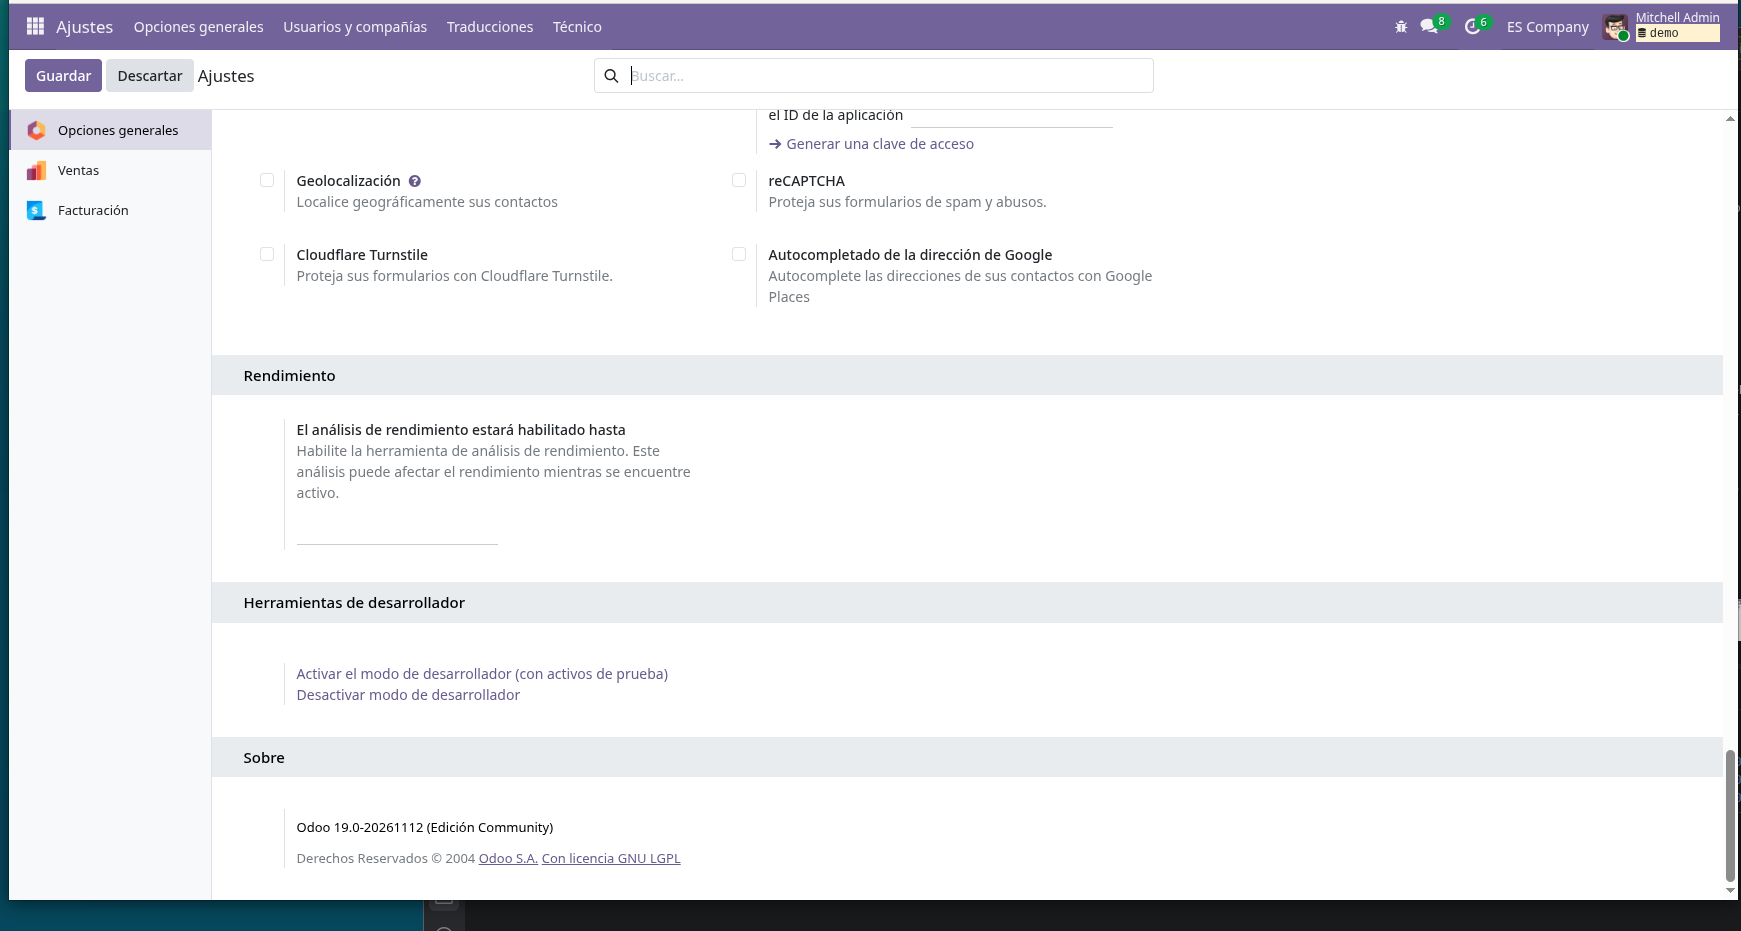 Ajustes
Opciones generales
Usuarios y compañías
Traducciones
Técnico
8
6
ES Company
Mitchell Admin
demo
Guardar
Descartar
Ajustes
Buscar...
Opciones generales
Ventas
Facturación
el ID de la aplicación
Generar una clave de acceso
Geolocalización ?
Localice geográficamente sus contactos
reCAPTCHA
Proteja sus formularios de spam y abusos.
Cloudflare Turnstile
Proteja sus formularios con Cloudflare Turnstile.
Autocompletado de la dirección de Google
Autocomplete las direcciones de sus contactos con Google
Places
Rendimiento
El análisis de rendimiento estará habilitado hasta
Habilite la herramienta de análisis de rendimiento. Este
análisis puede afectar el rendimiento mientras se encuentre
activo.
Herramientas de desarrollador
Activar el modo de desarrollador (con activos de prueba)
Desactivar modo de desarrollador
Sobre
Odoo 19.0-20261112 (Edición Community)
Derechos Reservados © 2004 Odoo S.A. Con licencia GNU LGPL